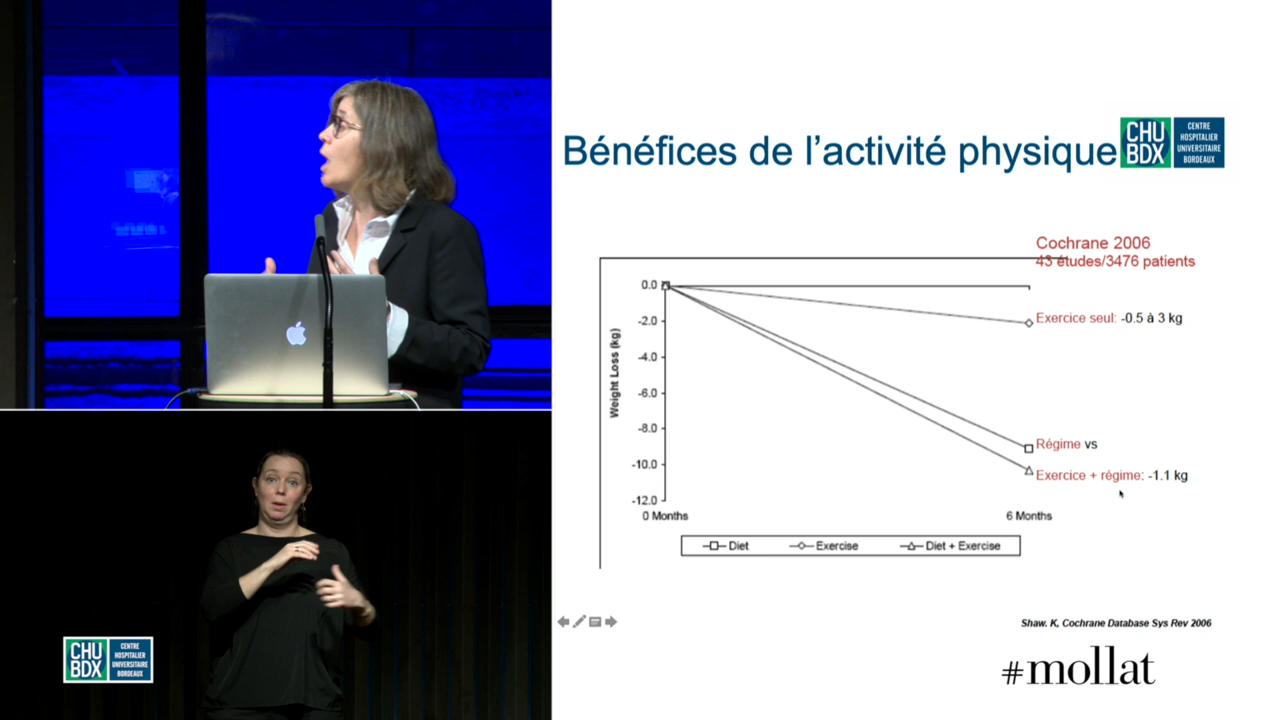 Bénéfices de l’activité physique
CHU
BDX
CENTRE
HOSPITALIER
UNIVERSITAIRE
BORDEAUX
Cochrane 2006
43 études/3476 patients
Weight Loss (kg)
0.0
-2.0
-4.0
-6.0
-8.0
-10.0
-12.0
0 Months
6 Months
Exercice seul: -0.5 à 3 kg
Régime vs
Exercice + régime: -1.1 kg
Diet
Exercise
Diet + Exercise
Shaw. K, Cochrane Database Sys Rev 2006
#mollat
CHU
BDX
CENTRE
HOSPITALIER
UNIVERSITAIRE
BORDEAUX